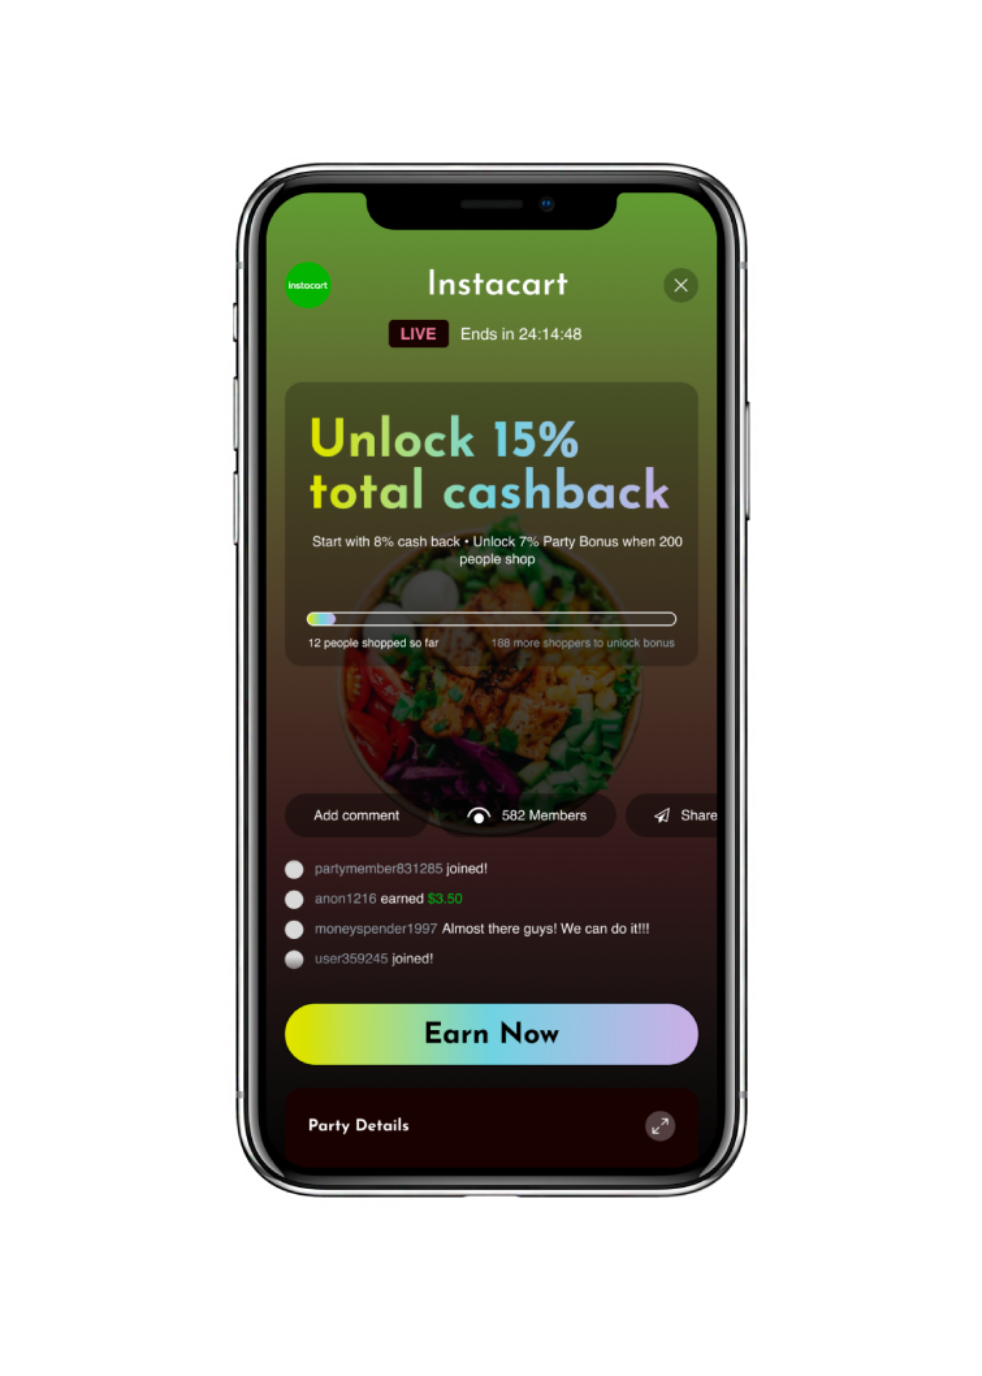 instacart
Instacart
LIVE Ends in 24:14:48
Unlock 15%
total cashback
Start with 8% cash back • Unlock 7% Party Bonus when 200
people shop
12 people shopped so far 188 more shoppers to unlock bonus
Add comment 582 Members Share
partymember831285 joined!
anon1216 earned $3.50
moneyspender1997 Almost there guys! We can do it!!!
user359245 joined!
Earn Now
Party Details